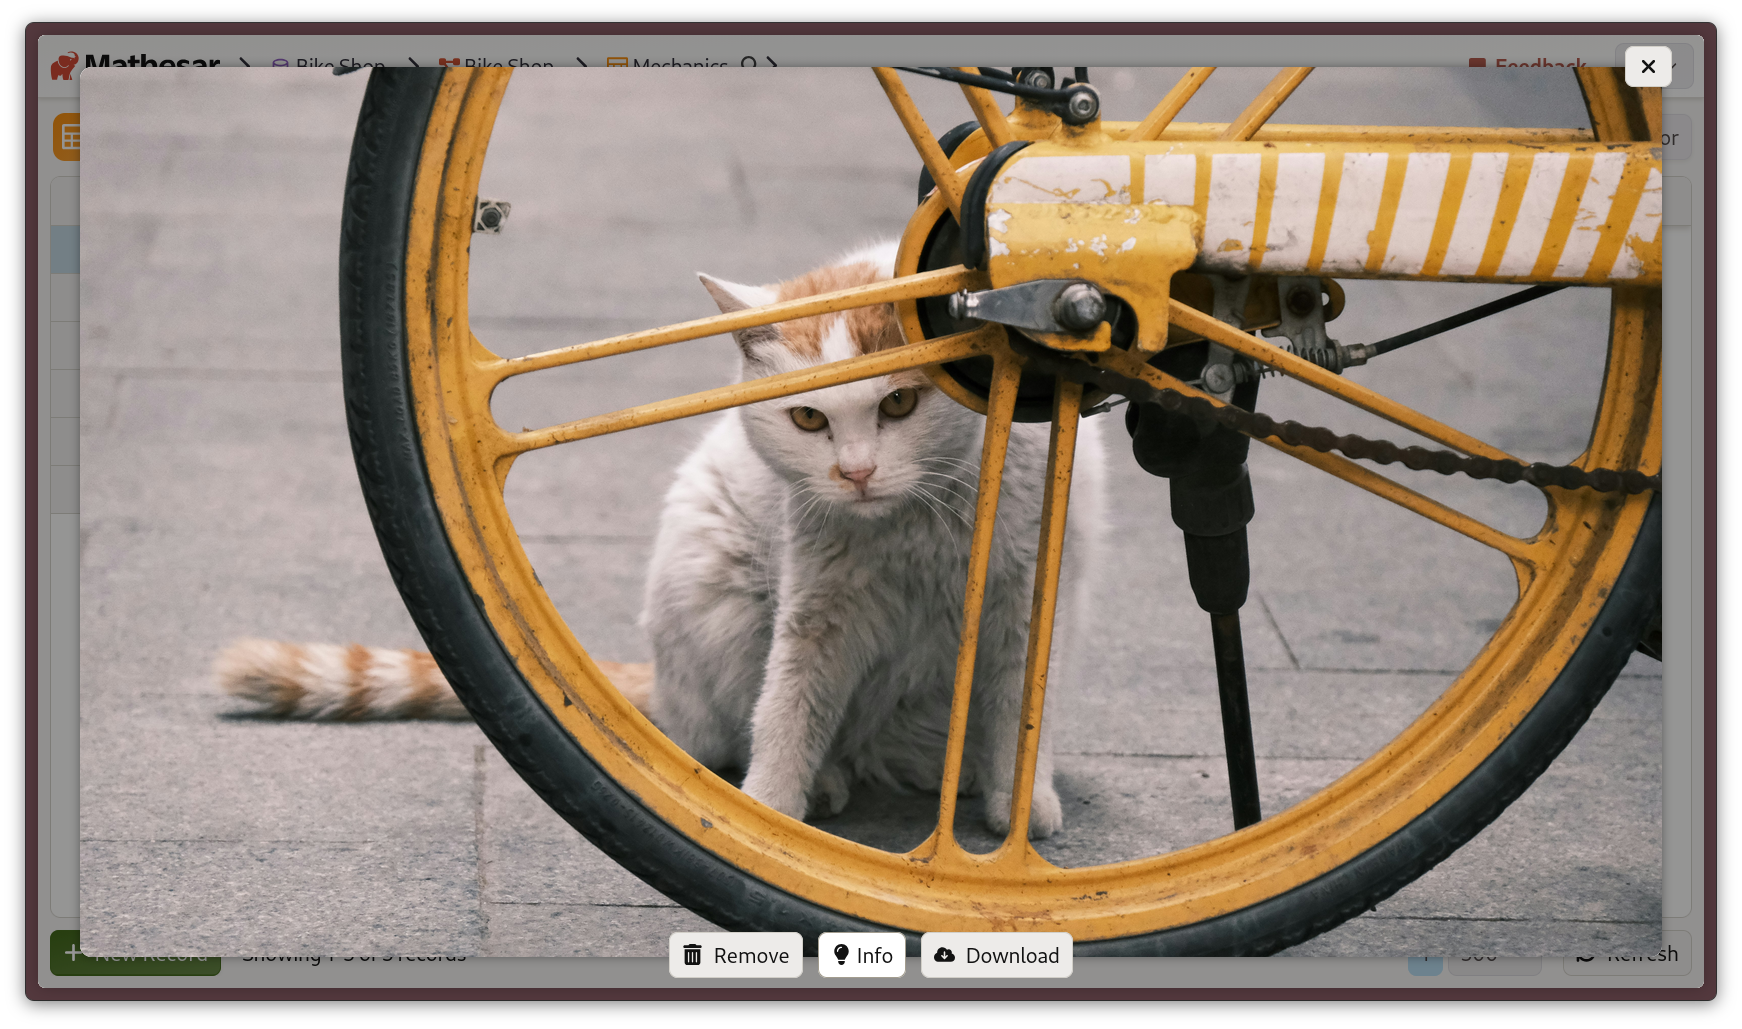 Mathesar Bike Shop Bike Shop Mechanics Feedback
or
New Record Showing 1-5 of 5 records 500 Refresh
Remove Info Download